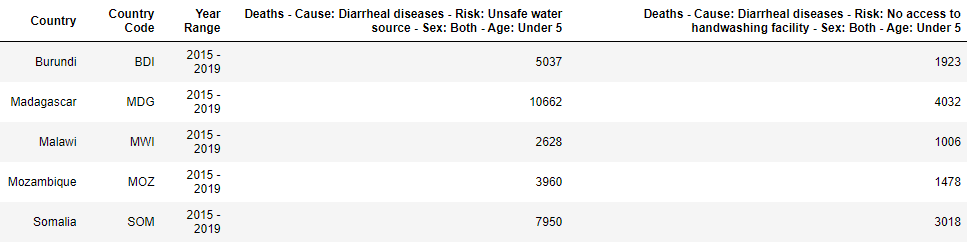 Country Country Code Year Range Deaths - Cause: Diarrheal diseases - Risk: Unsafe water source - Sex: Both - Age: Under 5 Deaths - Cause: Diarrheal diseases - Risk: No access to handwashing facility - Sex: Both - Age: Under 5
Burundi BDI 2015 - 2019 5037 1923
Madagascar MDG 2015 - 2019 10662 4032
Malawi MWI 2015 - 2019 2628 1006
Mozambique MOZ 2015 - 2019 3960 1478
Somalia SOM 2015 - 2019 7950 3018